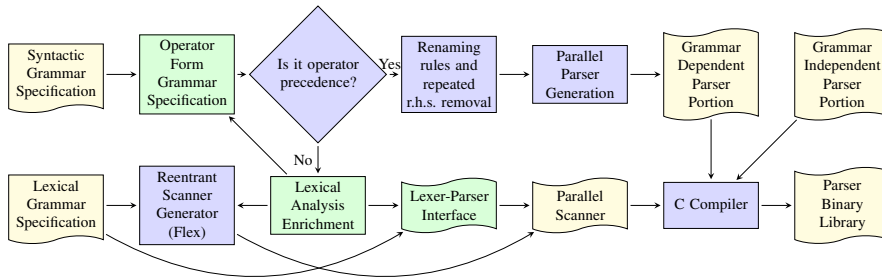 Syntactic
Grammar
Specification
Operator
Form
Grammar
Specification
Is it operator
precedence?
Yes
Renaming
rules and
repeated
r.h.s. removal
Parallel
Parser
Generation
Grammar
Dependent
Parser
Portion
Grammar
Independent
Parser
Portion
No
Lexical
Grammar
Specification
Reentrant
Scanner
Generator
(Flex)
Lexical
Analysis
Enrichment
Lexer-Parser
Interface
Parallel
Scanner
C Compiler
Parser
Binary
Library